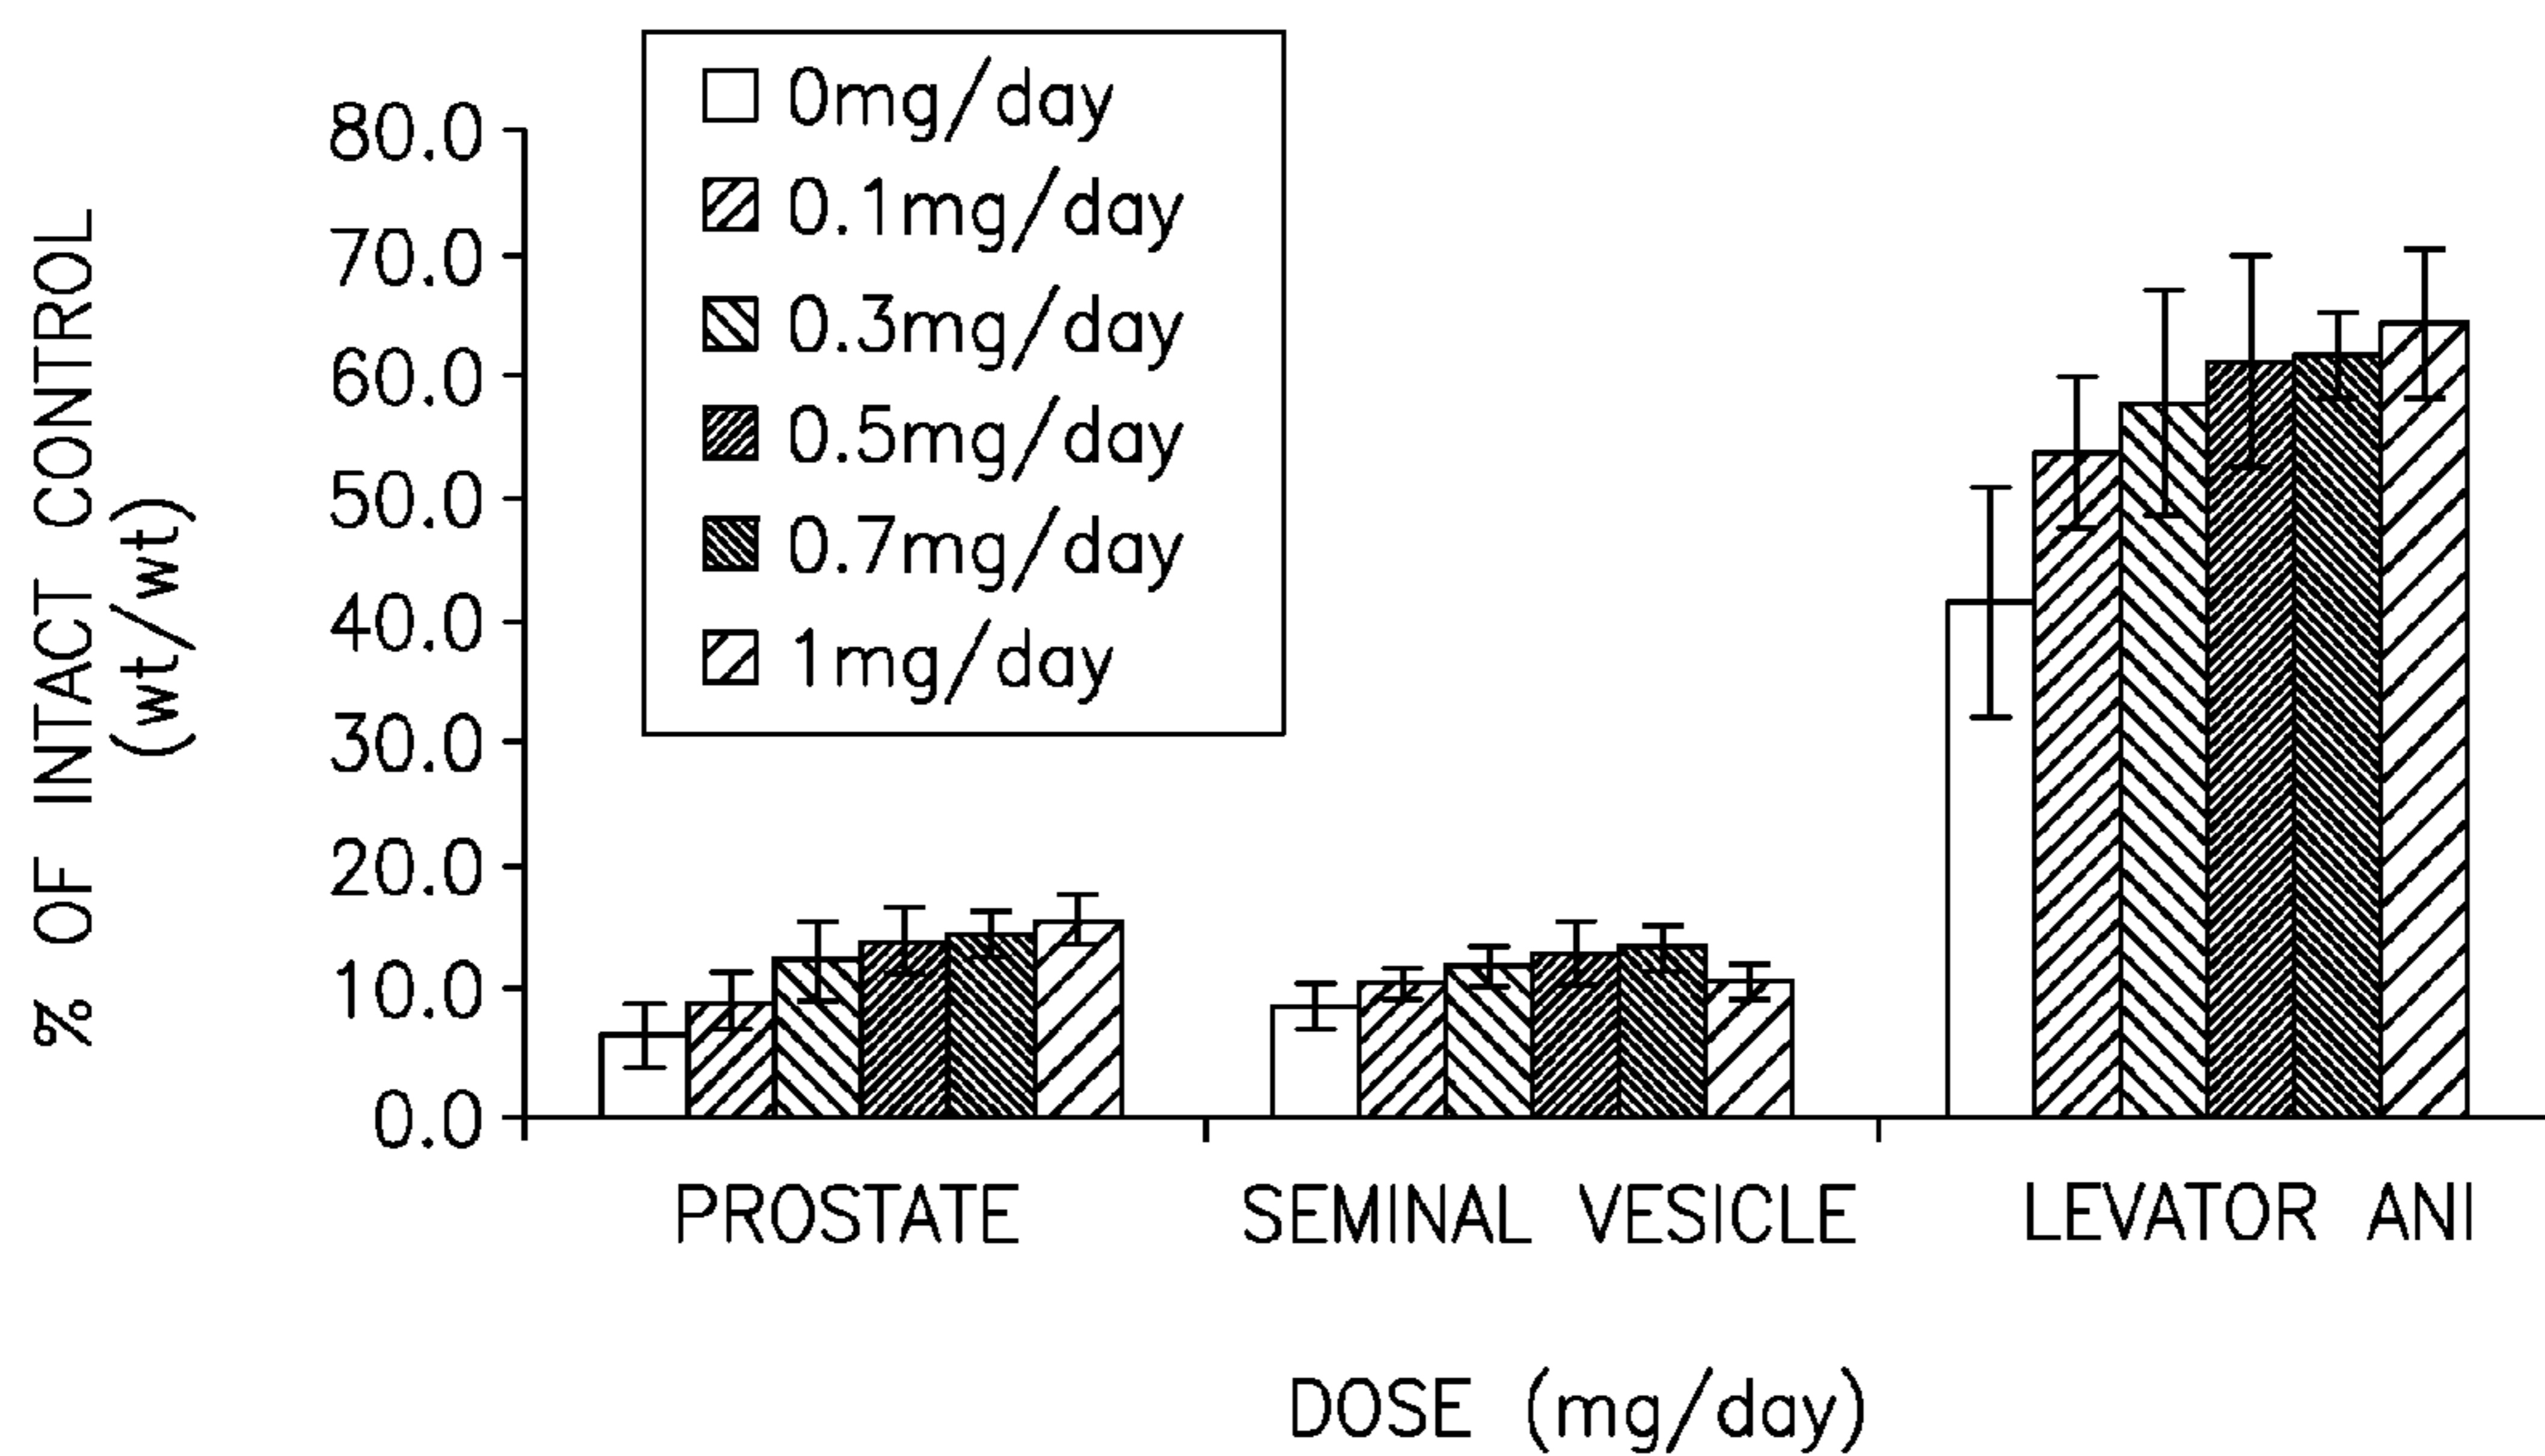 0mg/day
0.1mg/day
0.3mg/day
0.5mg/day
0.7mg/day
1mg/day
% OF INTACT CONTROL
(wt/wt)
80.0
70.0
60.0
50.0
40.0
30.0
20.0
10.0
0.0
PROSTATE SEMINAL VESICLE LEVATOR ANI
DOSE (mg/day)